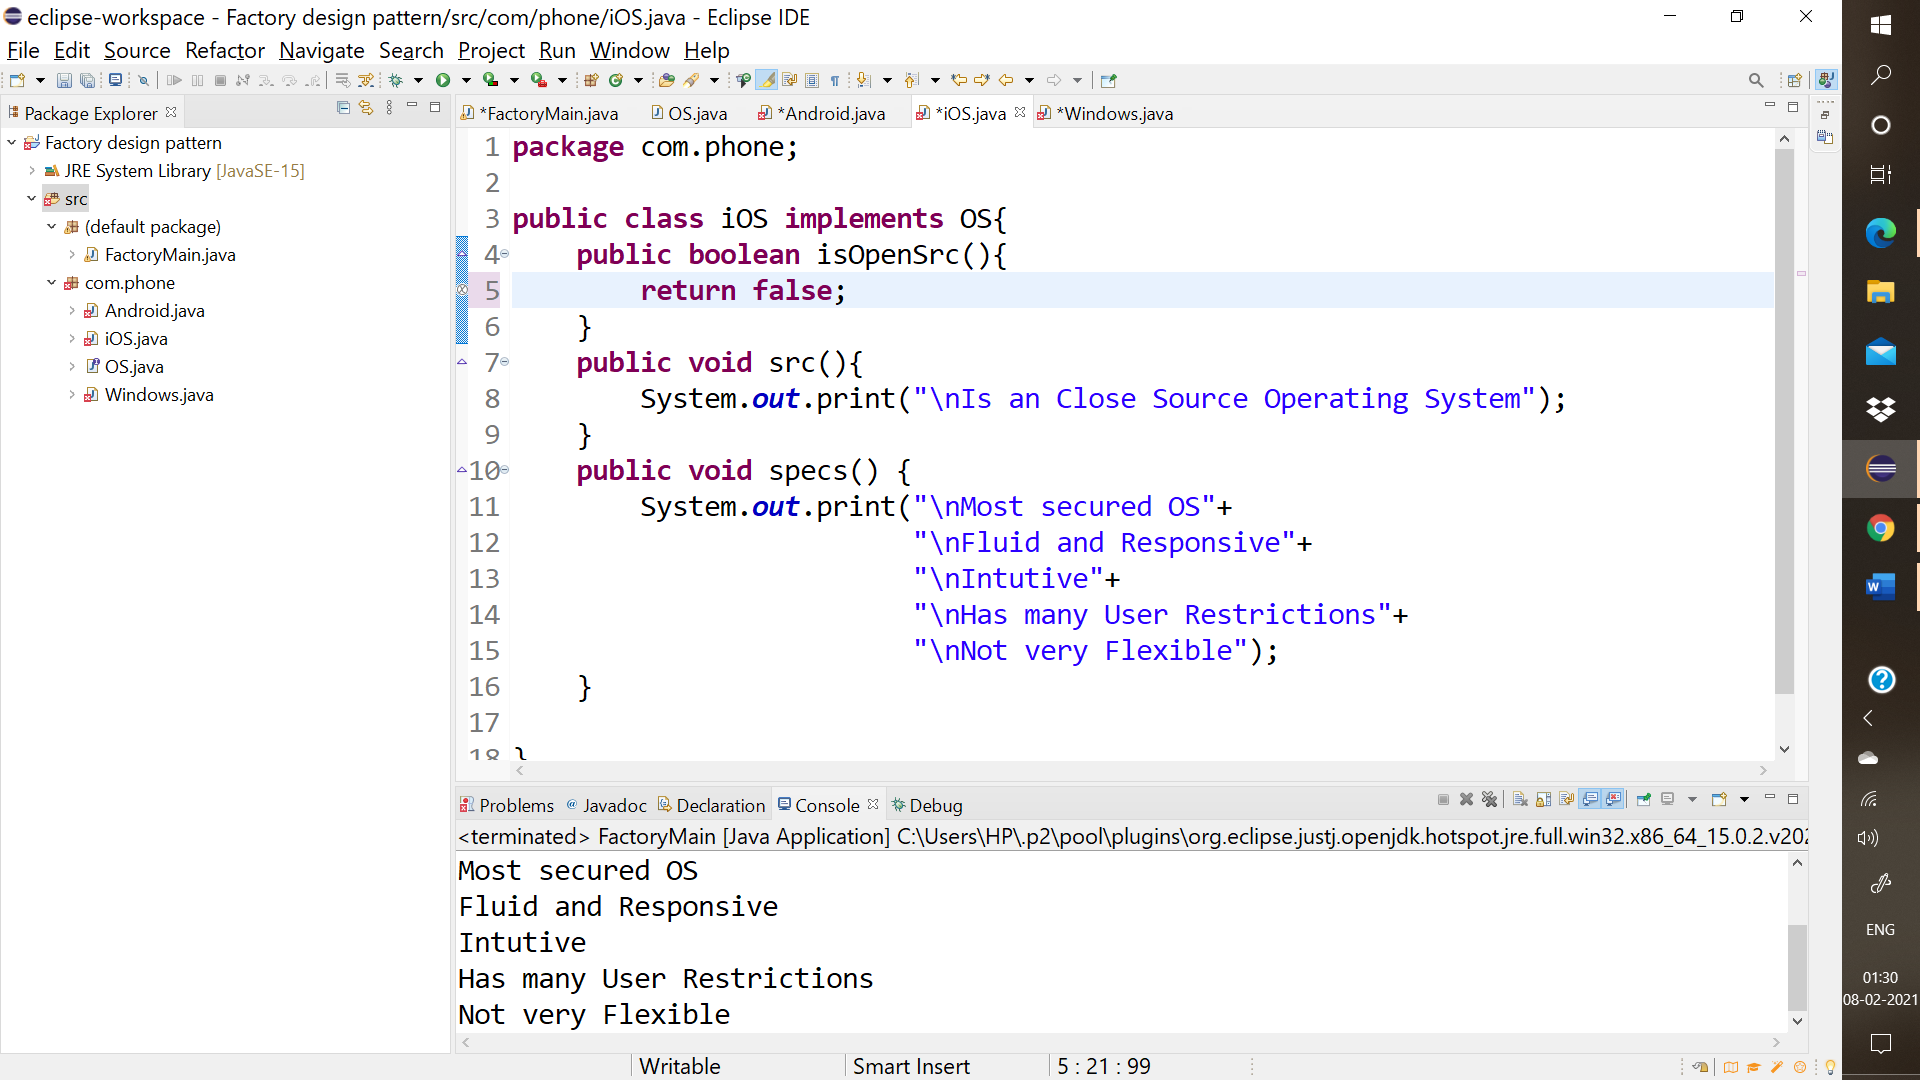 eclipse-workspace - Factory design pattern/src/com/phone/iOS.java - Eclipse IDE
File Edit Source Refactor Navigate Search Project Run Window Help
Package Explorer
Factory design pattern
JRE System Library [JavaSE-15]
src
(default package)
FactoryMain.java
com.phone
Android.java
iOS.java
OS.java
Windows.java
*FactoryMain.java OS.java *Android.java *iOS.java *Windows.java
1 package com.phone;
2
3 public class iOS implements OS{
4 public boolean isOpenSrc(){
5 return false;
6 }
7 public void src(){
8 System.out.print("\nIs an Close Source Operating System");
9 }
10 public void specs() {
11 System.out.print("\nMost secured OS"+
12 "\nFluid and Responsive"+
13 "\nIntutive"+
14 "\nHas many User Restrictions"+
15 "\nNot very Flexible");
16 }
17
18 }
Problems @ Javadoc Declaration Console Debug
<terminated> FactoryMain [Java Application] C:\Users\HP\.p2\pool\plugins\org.eclipse.justj.openjdk.hotspot.jre.full.win32.x86_64_15.0.2.v202
Most secured OS
Fluid and Responsive
Intutive
Has many User Restrictions
Not very Flexible
Writable Smart Insert 5 : 21 : 99
ENG
01:30
08-02-2021